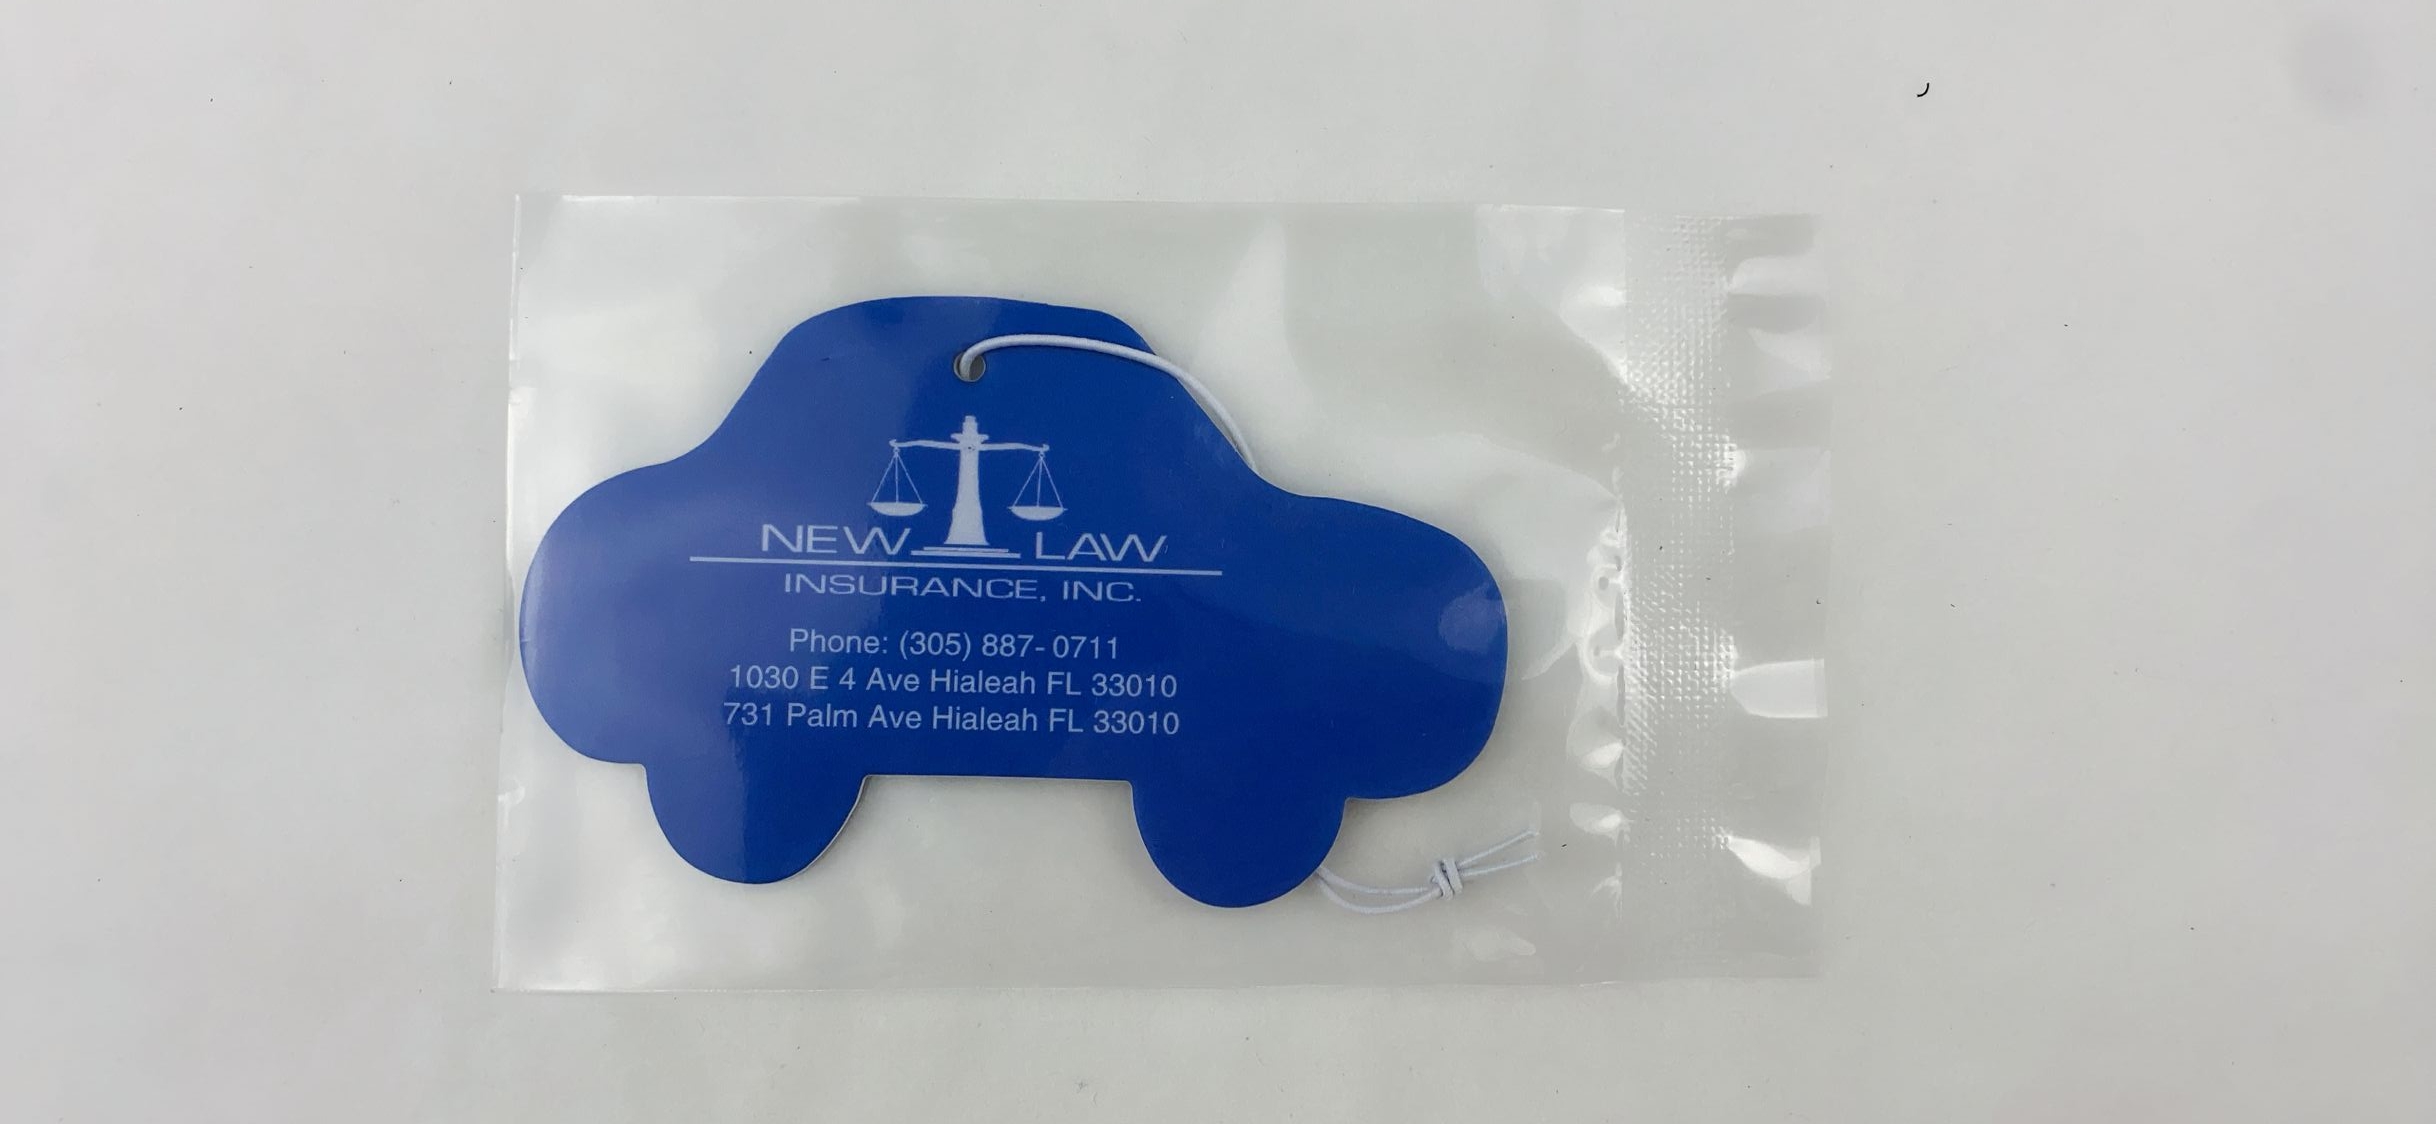 NEW LAW
INSURANCE, INC.
Phone: (305) 887-0711
1030 E 4 Ave Hialeah FL 33010
731 Palm Ave Hialeah FL 33010